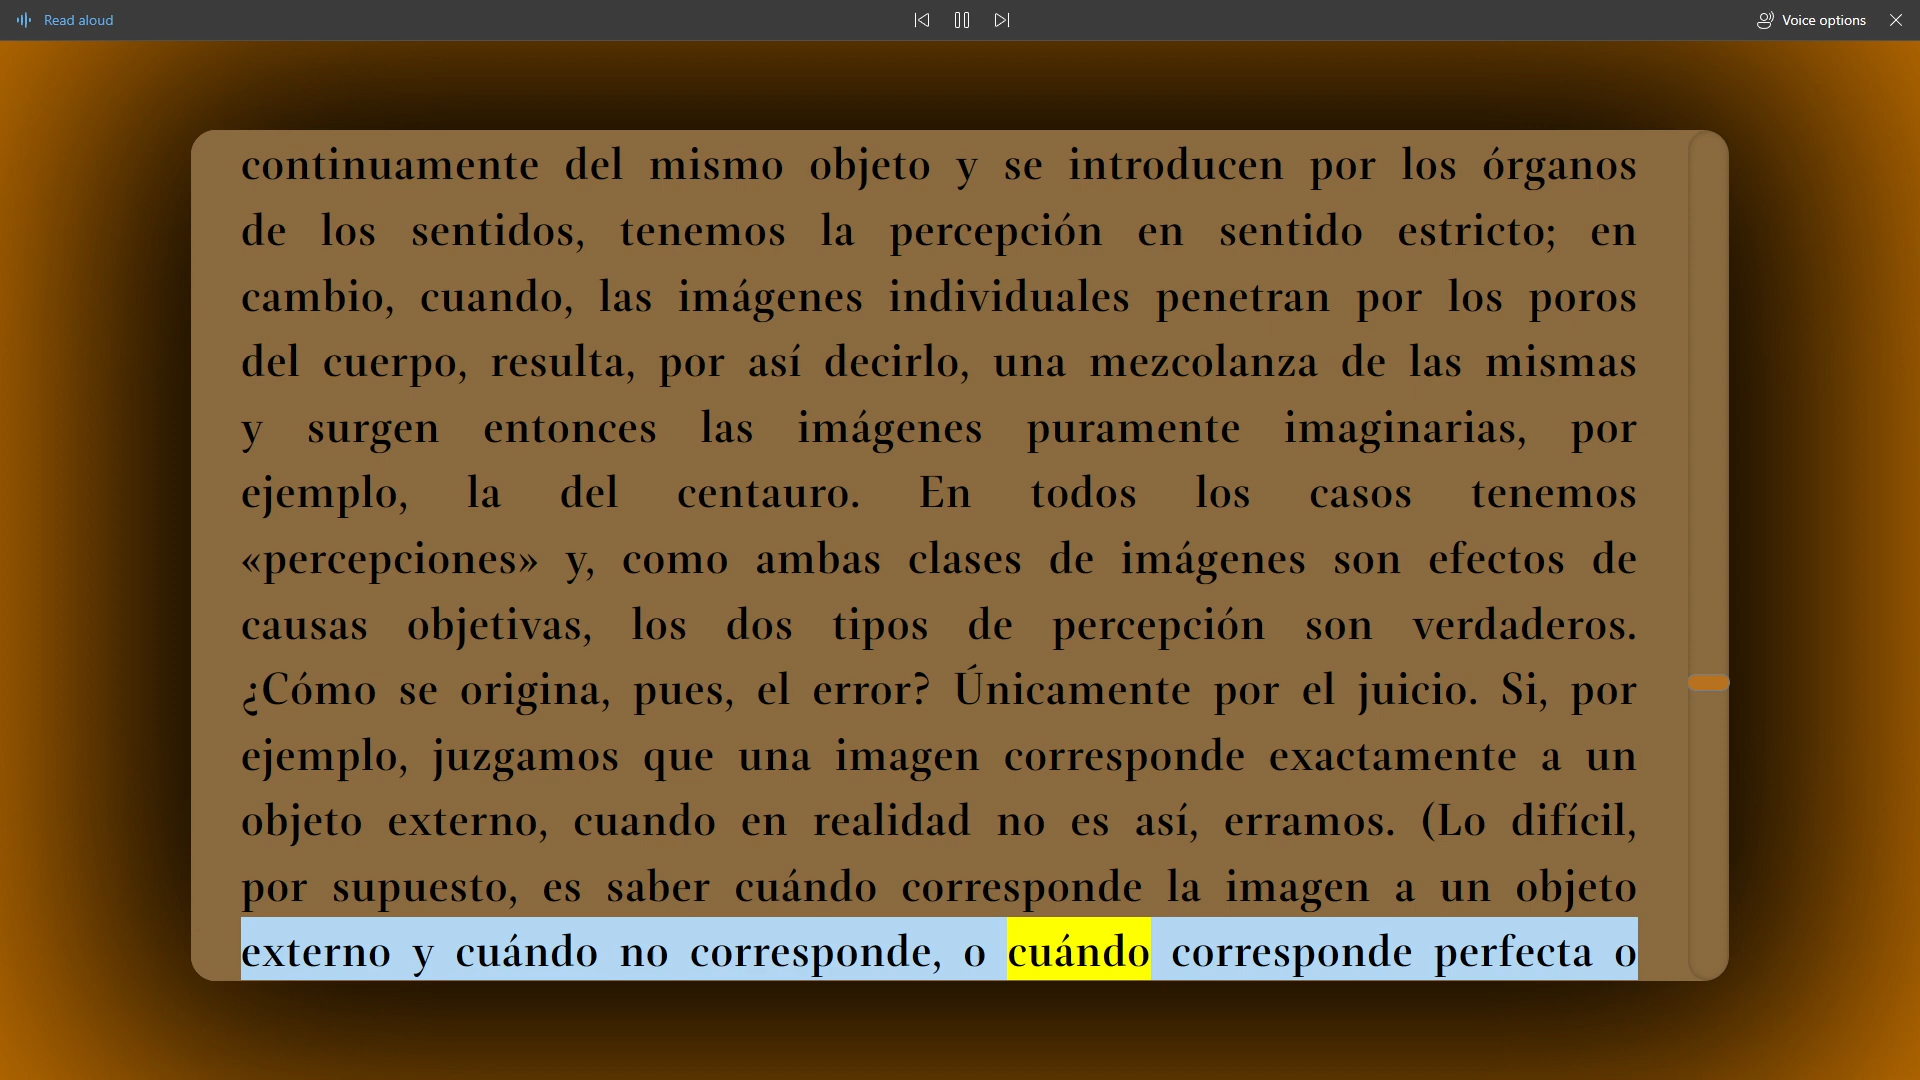 Read aloud
Voice options
continuamente del mismo objeto y se introducen por los órganos
de los sentidos, tenemos la percepción en sentido estricto; en
cambio, cuando, las imágenes individuales penetran por los poros
del cuerpo, resulta, por así decirlo, una mezcolanza de las mismas
y surgen entonces las imágenes puramente imaginarias, por
ejemplo, la del centauro. En todos los casos tenemos
«percepciones» y, como ambas clases de imágenes son efectos de
causas objetivas, los dos tipos de percepción son verdaderos.
¿Cómo se origina, pues, el error? Únicamente por el juicio. Si, por
ejemplo, juzgamos que una imagen corresponde exactamente a un
objeto externo, cuando en realidad no es así, erramos. (Lo difícil,
por supuesto, es saber cuándo corresponde la imagen a un objeto
externo y cuándo no corresponde, o cuándo corresponde perfecta o